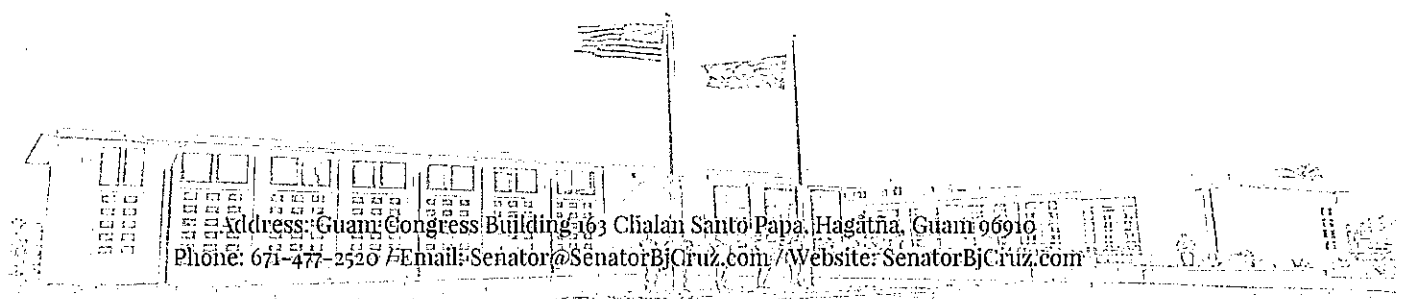 Address: Guam Congress Building 163 Chalan Santo Papa, Hagåtña, Guam 96910
Phone: 671-477-2520 / Email: Senator@SenatorBjCruz.com / Website: SenatorBjCruz.com